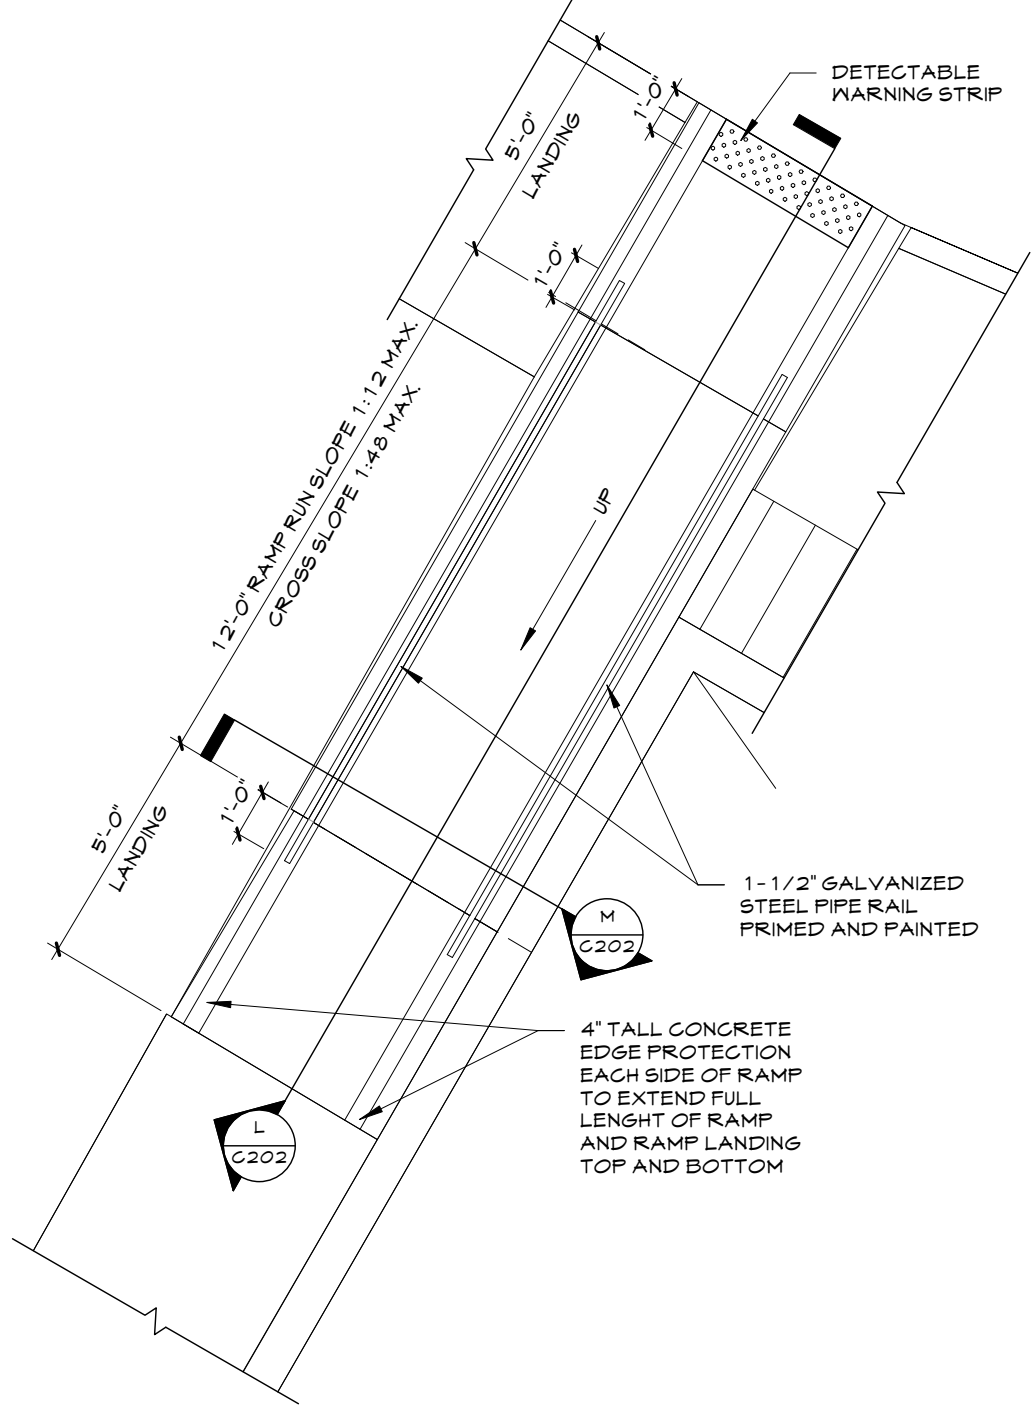 DETECTABLE
WARNING STRIP
1'-0"
5'-0"
LANDING
1'-0"
12'-0" RAMP RUN SLOPE 1:12 MAX.
CROSS SLOPE 1:48 MAX.
UP
1'-0"
5'-0"
LANDING
1-1/2" GALVANIZED
STEEL PIPE RAIL
PRIMED AND PAINTED
M
C202
4" TALL CONCRETE
EDGE PROTECTION
EACH SIDE OF RAMP
TO EXTEND FULL
LENGHT OF RAMP
AND RAMP LANDING
TOP AND BOTTOM
L
C202